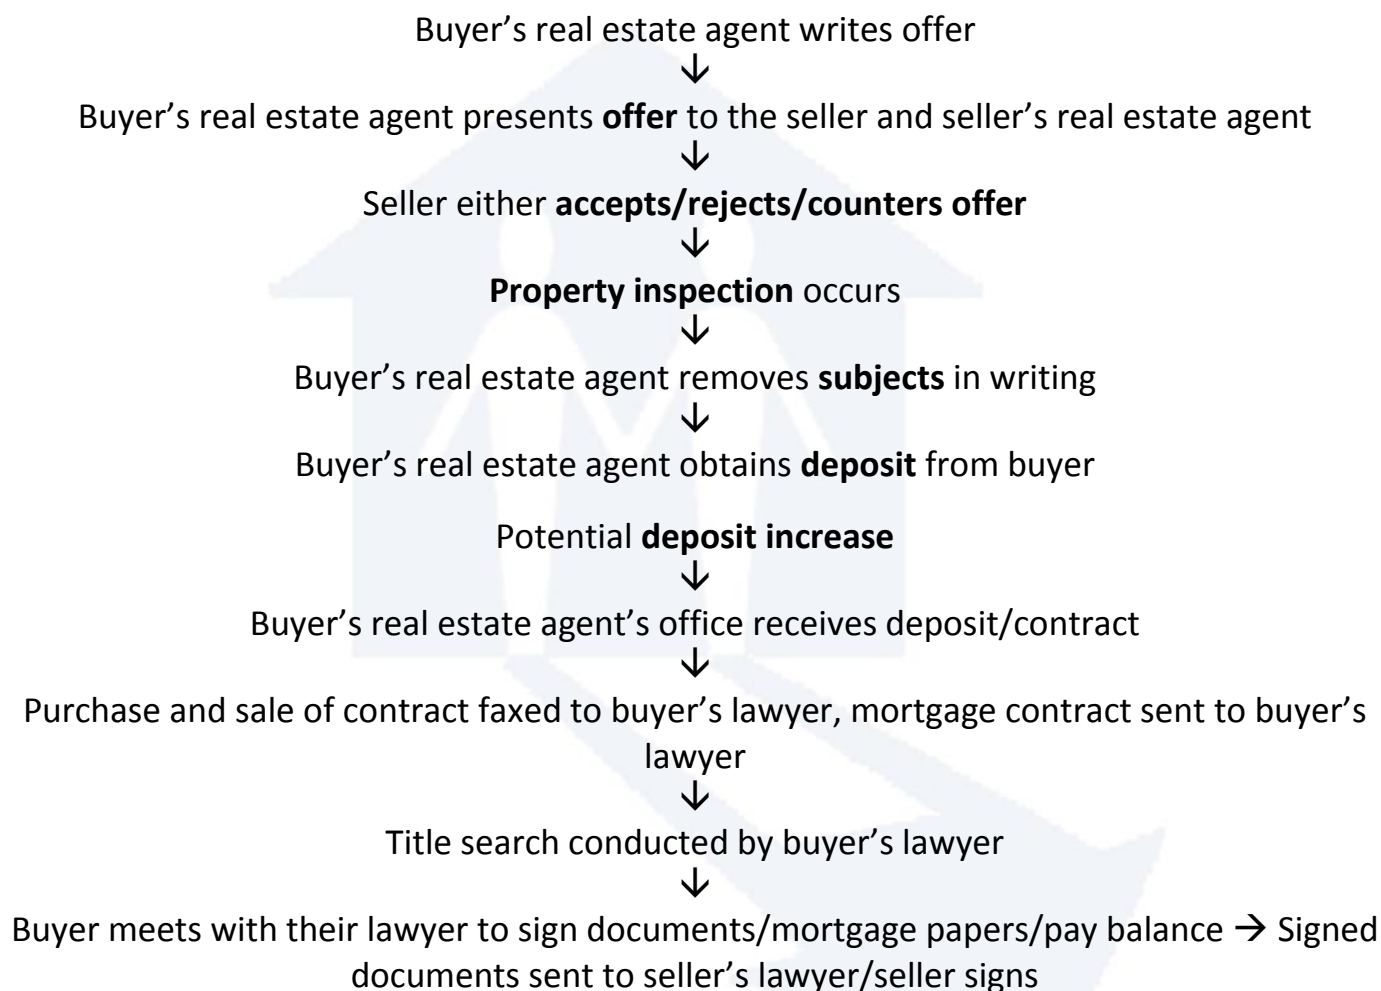 Buyer’s real estate agent writes offer
↓
Buyer’s real estate agent presents offer to the seller and seller’s real estate agent
↓
Seller either accepts/rejects/counters offer
↓
Property inspection occurs
↓
Buyer’s real estate agent removes subjects in writing
↓
Buyer’s real estate agent obtains deposit from buyer
Potential deposit increase
↓
Buyer’s real estate agent’s office receives deposit/contract
↓
Purchase and sale of contract faxed to buyer’s lawyer, mortgage contract sent to buyer’s
lawyer
↓
Title search conducted by buyer’s lawyer
↓
Buyer meets with their lawyer to sign documents/mortgage papers/pay balance → Signed
documents sent to seller’s lawyer/seller signs